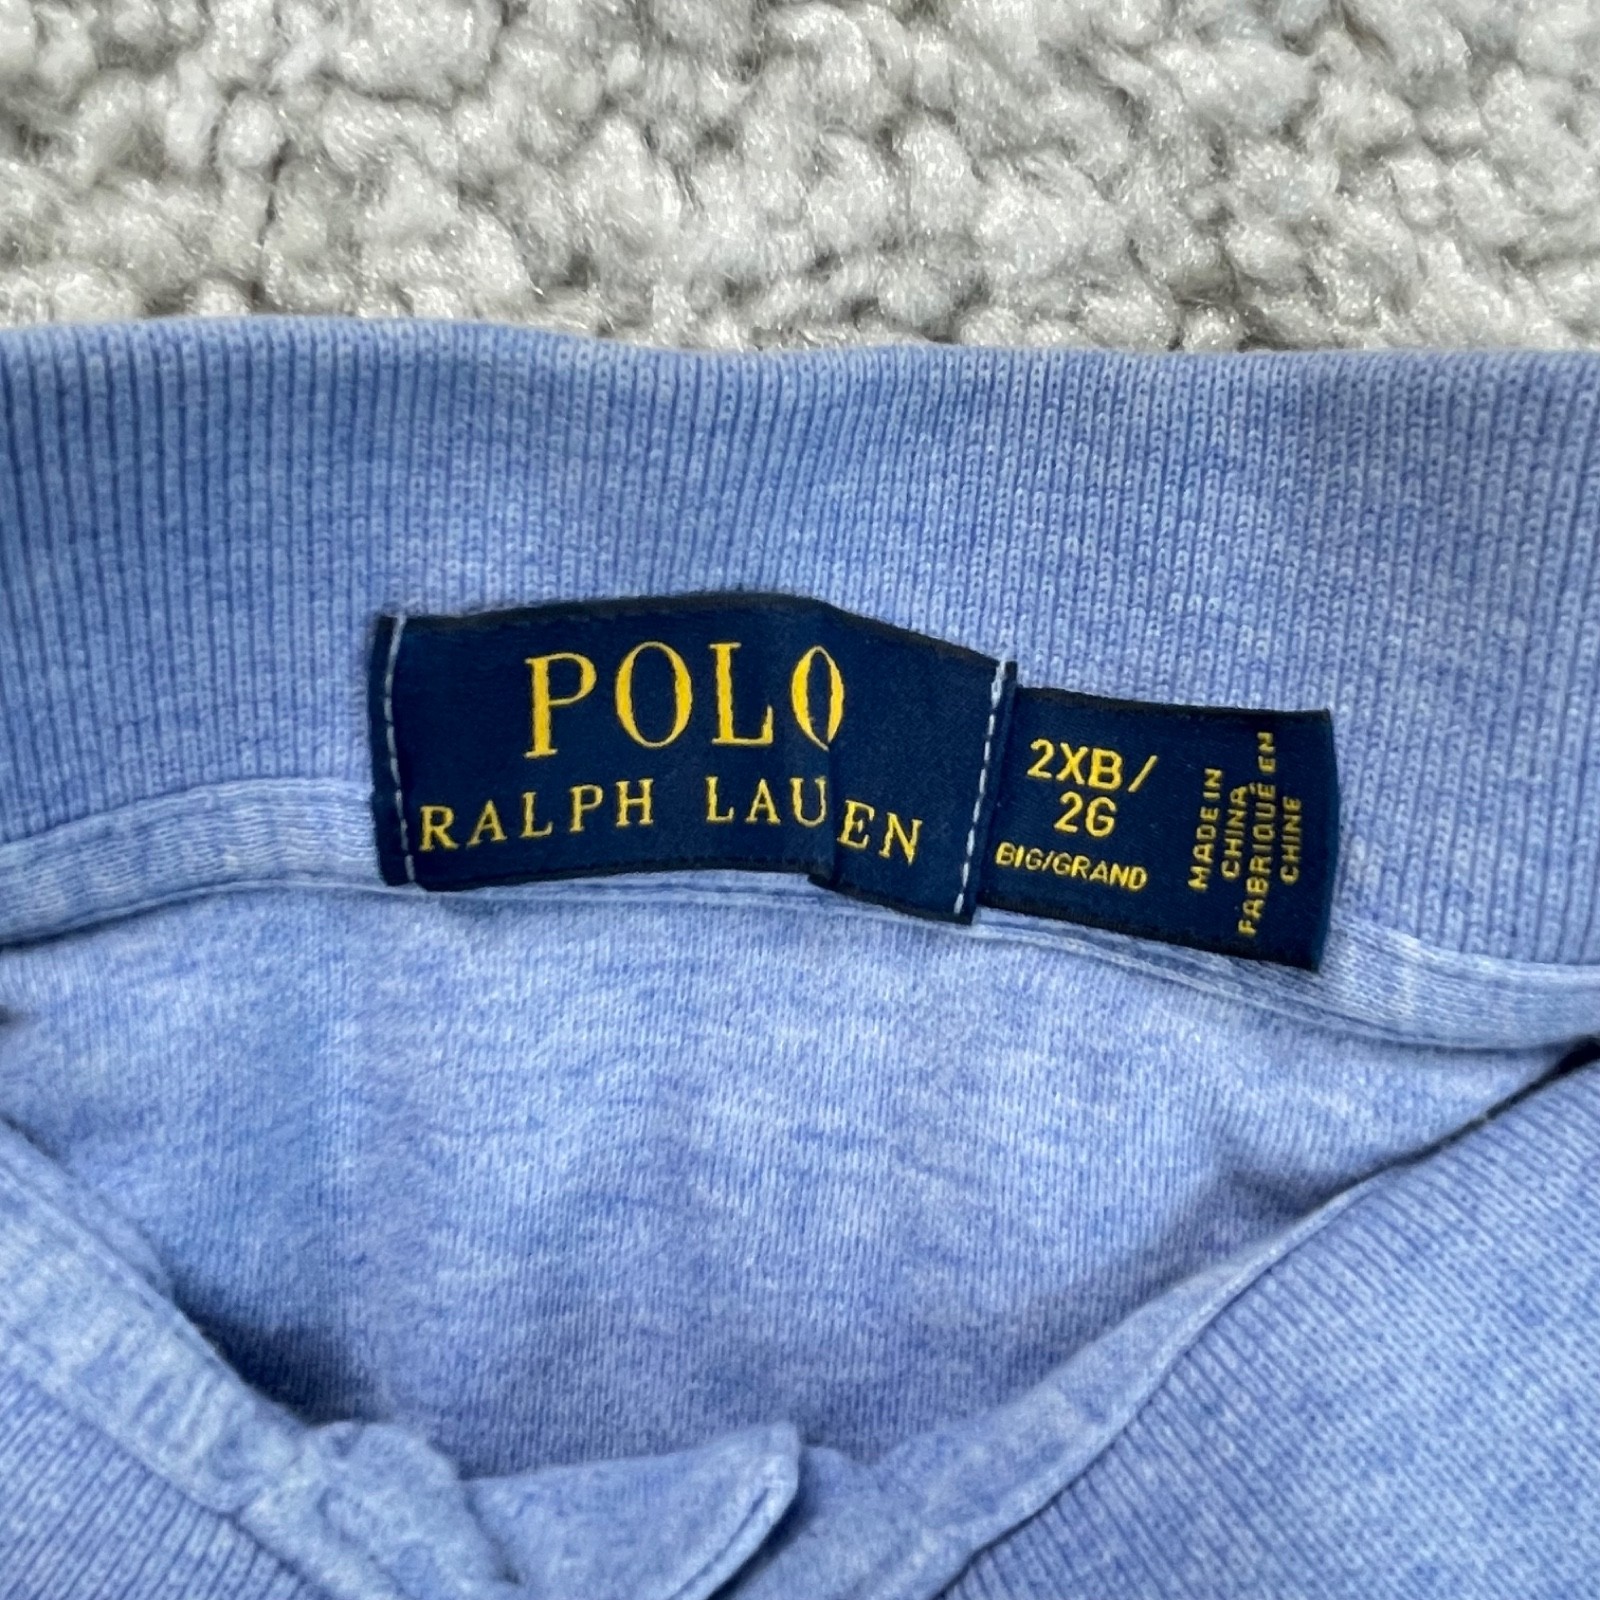 POLO
RALPH LAUREN
2XB/
2G
BIG/GRAND
MADE IN
CHINA
FABRIQUÉ EN
CHINE